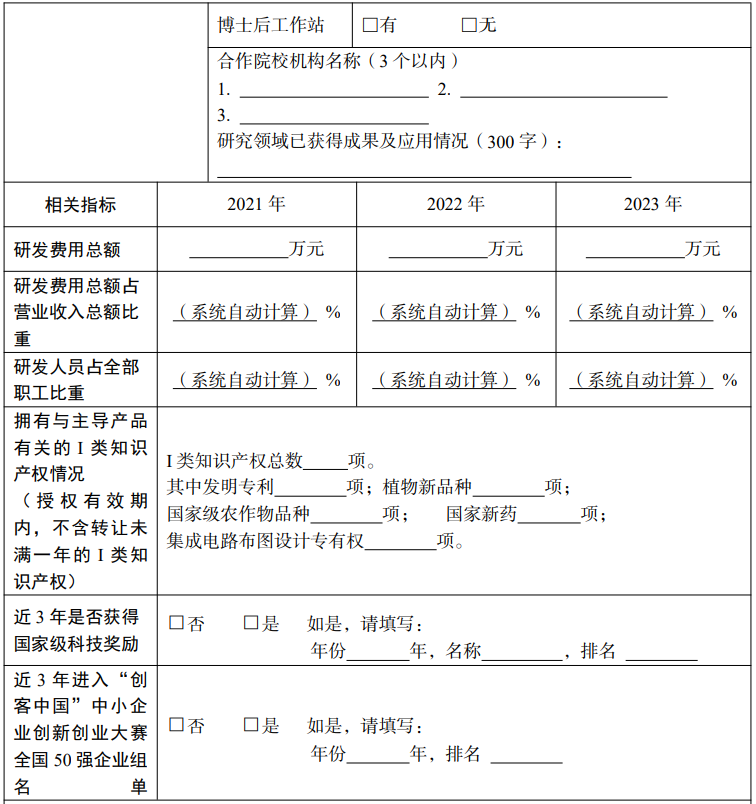 博士后工作站 □有 □无
合作院校机构名称（3 个以内）
1. ____________________ 2. ______________________
3. ____________________
研究领域已获得成果及应用情况（300 字）：
____________________________________________
相关指标 2021 年 2022 年 2023 年
研发费用总额 __________万元 __________万元 __________万元
研发费用总额占
营业收入总额比
重
（系统自动计算） % （系统自动计算） % （系统自动计算） %
研发人员占全部
职工比重
（系统自动计算） % （系统自动计算） % （系统自动计算） %
拥有与主导产品
有关的 I 类知识
产权情况
（授权有效期
内，不含转让未
满一年的 I 类知
识产权）
I 类知识产权总数_____项。
其中发明专利________项；植物新品种________项；
国家级农作物品种________项； 国家新药_______项；
集成电路布图设计专有权________项。
近 3 年是否获得
国家级科技奖励
□否 □是 如是，请填写：
年份_______年，名称_________，排名 ________
近 3 年进入“创
客中国”中小企
业创新创业大赛
全国 50 强企业组
名单
□否 □是 如是，请填写：
年份_______年，排名 ________